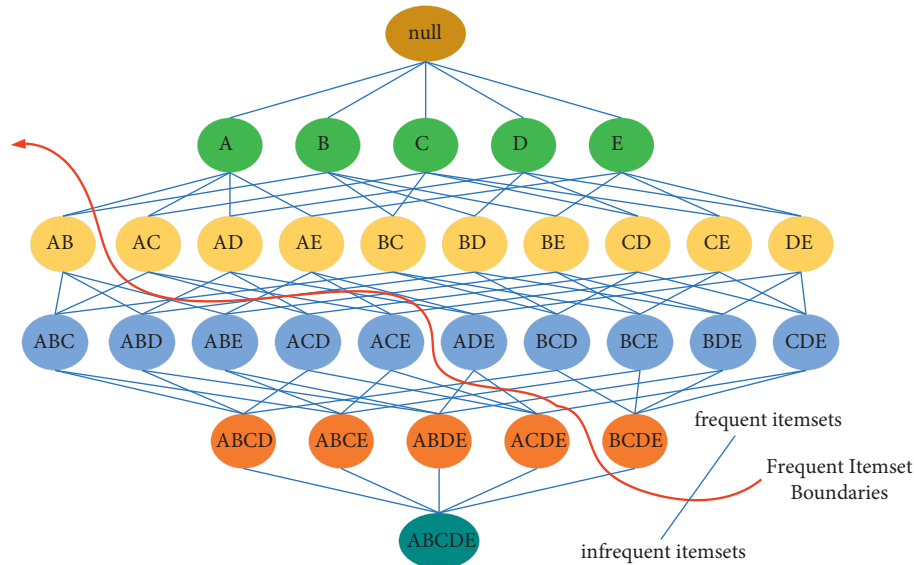 null
A B C D E
AB AC AD AE BC BD BE CD CE DE
ABC ABD ABE ACD ACE ADE BCD BCE BDE CDE
ABCD ABCE ABDE ACDE BCDE
frequent itemsets
Frequent Itemset
Boundaries
ABCDE
infrequent itemsets